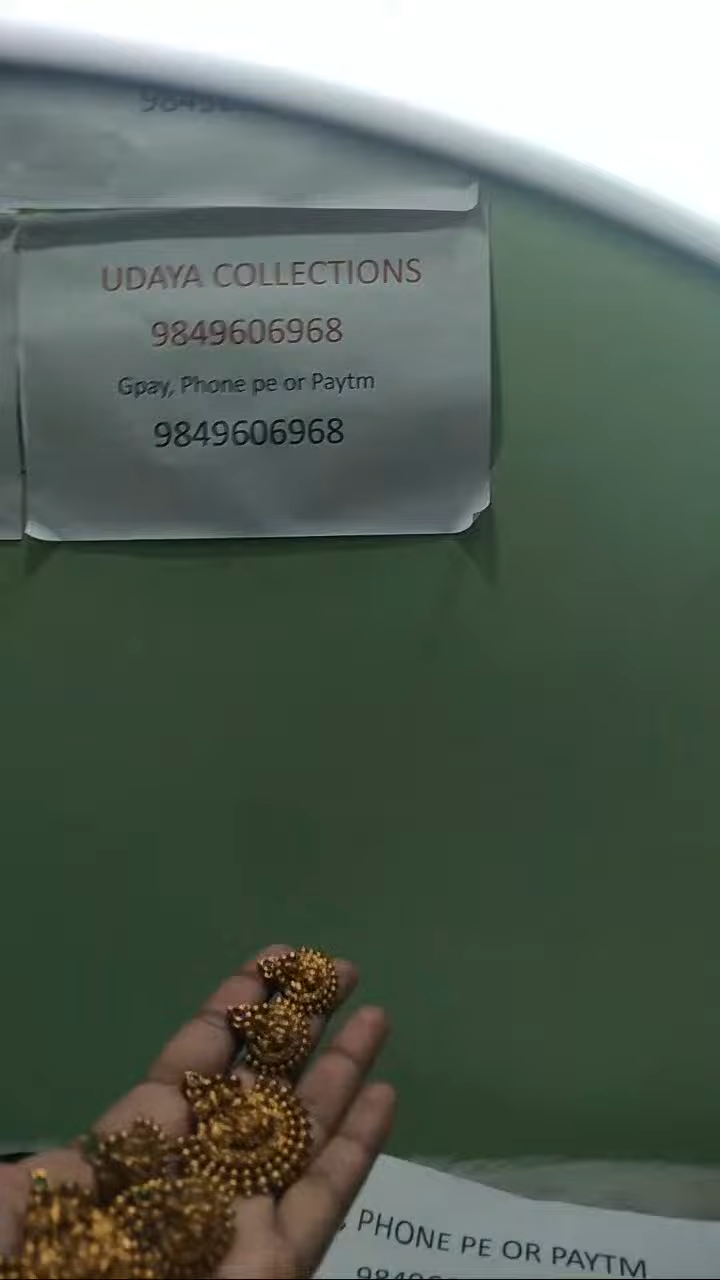 UDAYA COLLECTIONS
9849606968
Gpay, Phone pe or Paytm
9849606968
PHONE PE OR PAYTM